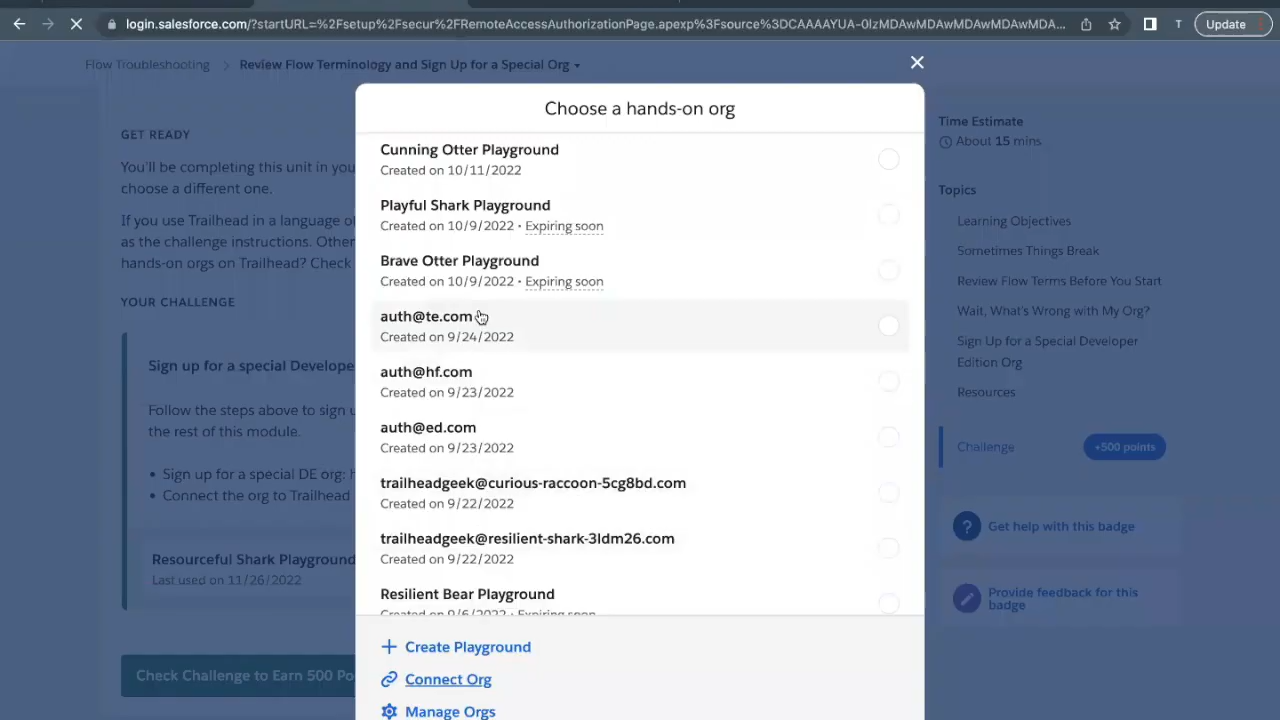 login.salesforce.com/?startURL=%2Fsetup%2Fsecur%2FRemoteAccessAuthorizationPage.apexp%3Fsource%3DCAAAAYUA-0IzMDAwMDAwMDAwMDAwMDA...
T
Update
Flow Troubleshooting
Review Flow Terminology and Sign Up for a Special Org
GET READY
You'll be completing this unit in you
choose a different one.
If you use Trailhead in a language o
as the challenge instructions. Other
hands-on orgs on Trailhead? Check
YOUR CHALLENGE
Sign up for a special Develope
Follow the steps above to sign u
the rest of this module.
• Sign up for a special DE org: h
• Connect the org to Trailhead
Resourceful Shark Playground
Last used on 11/26/2022
Check Challenge to Earn 500 Po
Choose a hands-on org
Cunning Otter Playground
Created on 10/11/2022
Playful Shark Playground
Created on 10/9/2022 • Expiring soon
Brave Otter Playground
Created on 10/9/2022 • Expiring soon
auth@te.com
Created on 9/24/2022
auth@hf.com
Created on 9/23/2022
auth@ed.com
Created on 9/23/2022
trailheadgeek@curious-raccoon-5cg8bd.com
Created on 9/22/2022
trailheadgeek@resilient-shark-3ldm26.com
Created on 9/22/2022
Resilient Bear Playground
Created on 9/6/2022 • Expiring soon
Create Playground
Connect Org
Manage Orgs
Time Estimate
About 15 mins
Topics
Learning Objectives
Sometimes Things Break
Review Flow Terms Before You Start
Wait, What's Wrong with My Org?
Sign Up for a Special Developer
Edition Org
Resources
Challenge
+500 points
Get help with this badge
Provide feedback for this
badge